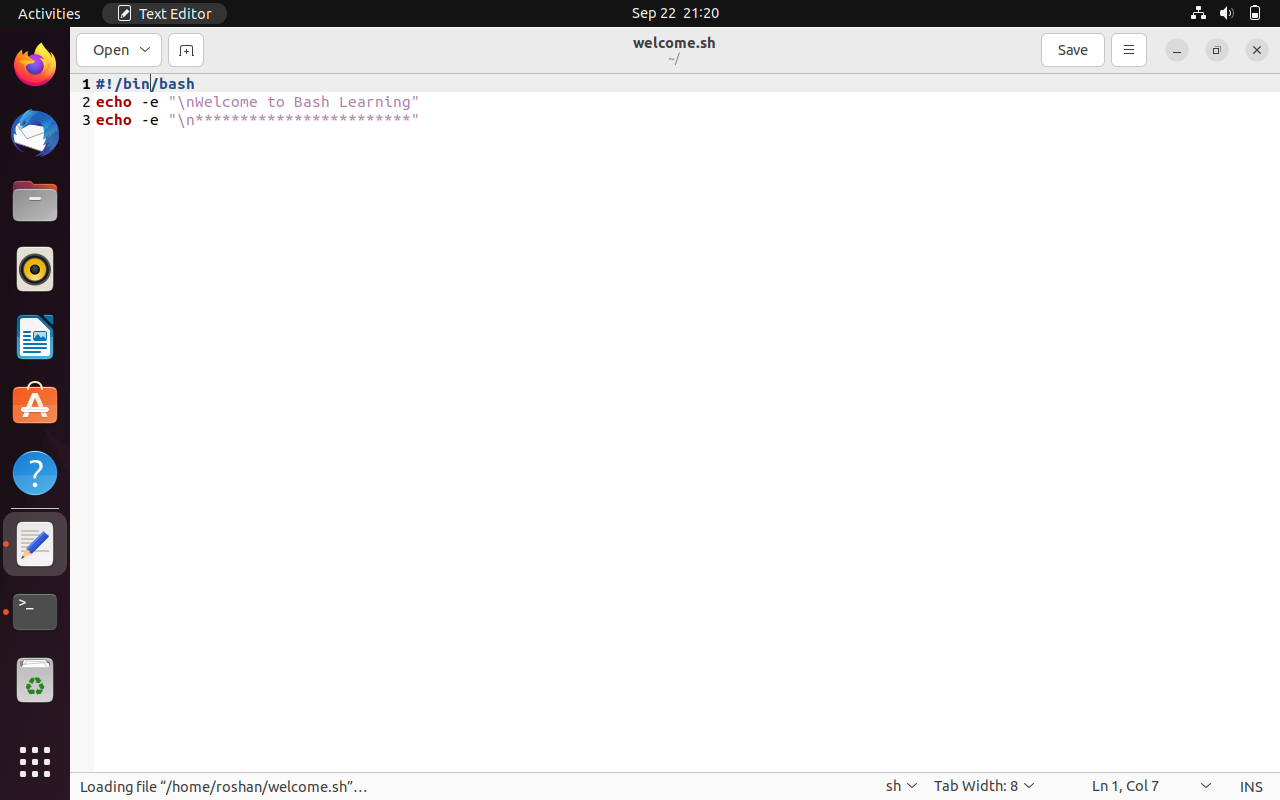 Activities Text Editor Sep 22 21:20
Open welcome.sh Save
~/
1 #!/bin/bash
2 echo -e "\nWelcome to Bash Learning"
3 echo -e "\n************************"
>_
Loading file “/home/roshan/welcome.sh”… sh Tab Width: 8 Ln 1, Col 7 INS